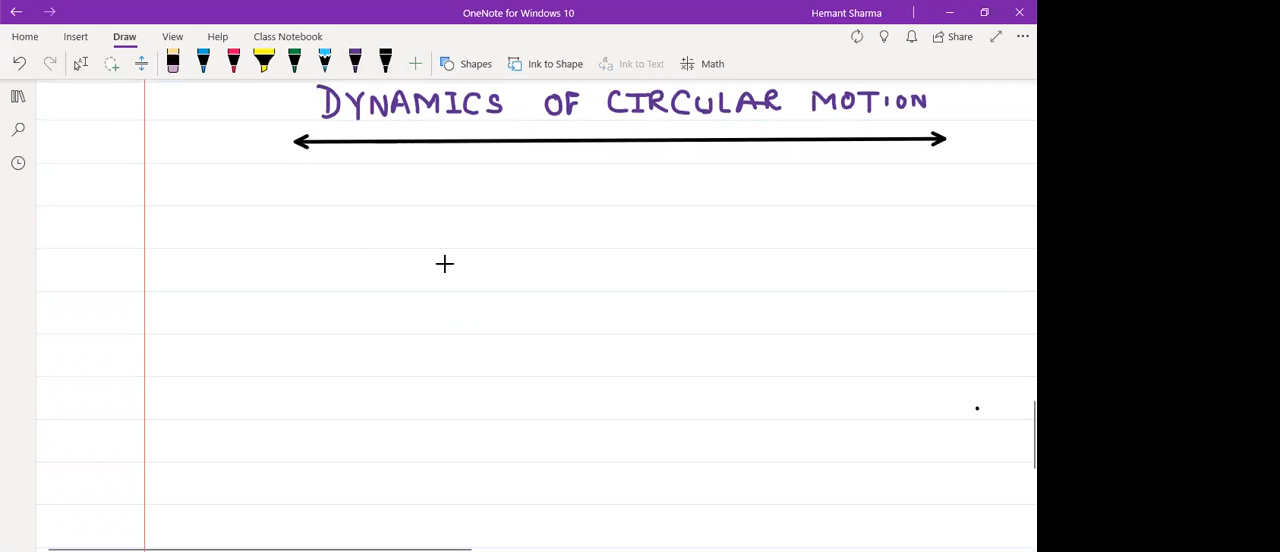 OneNote for Windows 10
Hemant Sharma
Home Insert Draw View Help Class Notebook
Share
Shapes Ink to Shape Ink to Text Math
DYNAMICS OF CIRCULAR MOTION